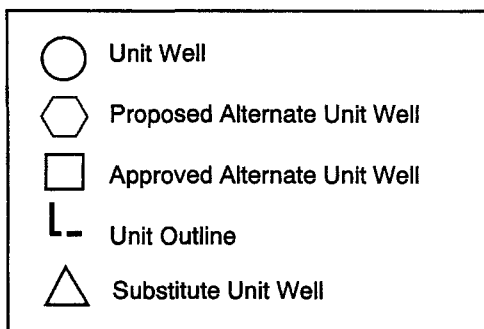 Unit Well
Proposed Alternate Unit Well
Approved Alternate Unit Well
Unit Outline
Substitute Unit Well